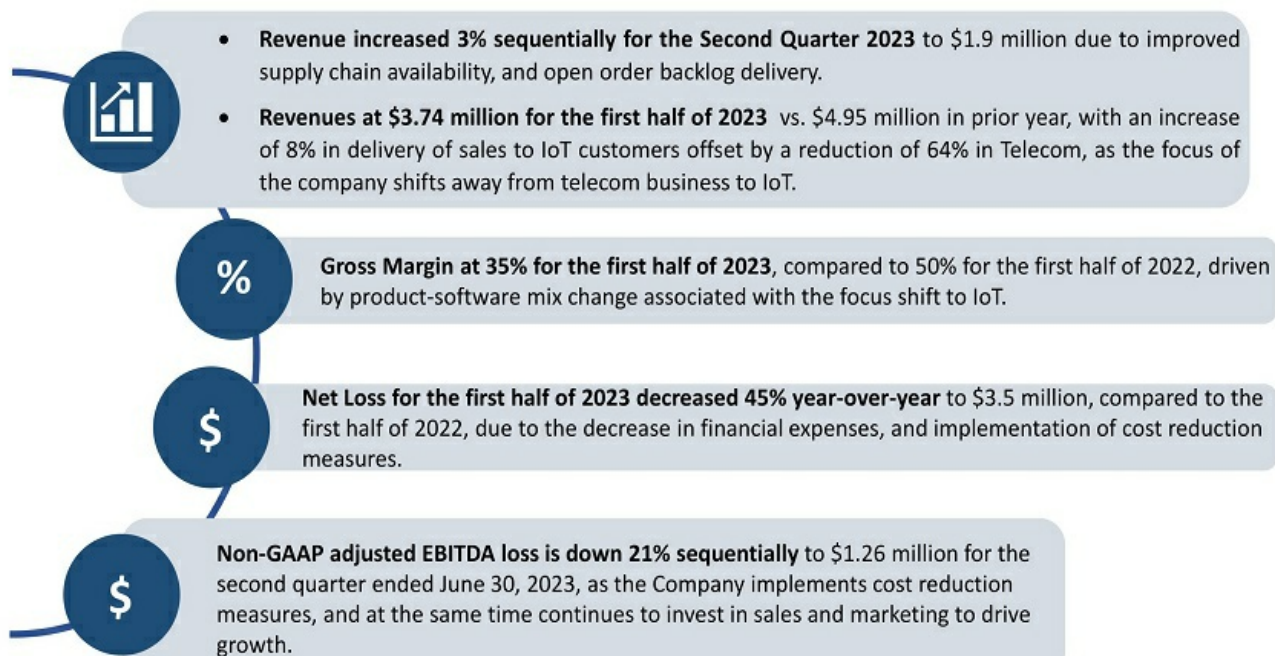 • Revenue increased 3% sequentially for the Second Quarter 2023 to $1.9 million due to improved
supply chain availability, and open order backlog delivery.
• Revenues at $3.74 million for the first half of 2023 vs. $4.95 million in prior year, with an increase
of 8% in delivery of sales to IoT customers offset by a reduction of 64% in Telecom, as the focus of
the company shifts away from telecom business to IoT.
%
Gross Margin at 35% for the first half of 2023, compared to 50% for the first half of 2022, driven
by product-software mix change associated with the focus shift to IoT.
$
Net Loss for the first half of 2023 decreased 45% year-over-year to $3.5 million, compared to the
first half of 2022, due to the decrease in financial expenses, and implementation of cost reduction
measures.
$
Non-GAAP adjusted EBITDA loss is down 21% sequentially to $1.26 million for the
second quarter ended June 30, 2023, as the Company implements cost reduction
measures, and at the same time continues to invest in sales and marketing to drive
growth.